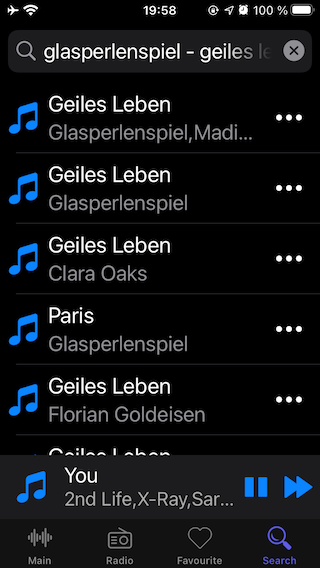 19:58
100 %
glasperlenspiel - geiles le
Geiles Leben
Glasperlenspiel,Madi...
Geiles Leben
Glasperlenspiel
Geiles Leben
Clara Oaks
Paris
Glasperlenspiel
Geiles Leben
Florian Goldeisen
Geiles Leben
You
2nd Life,X-Ray,Sar...
Main
Radio
Favourite
Search